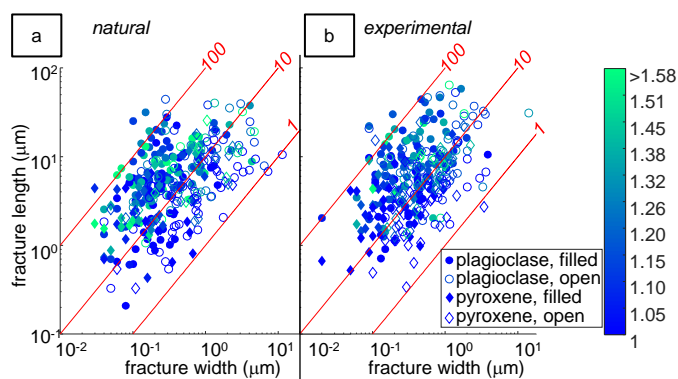 a natural
b experimental
100
10
1
100
10
1
10²
10¹
10⁰
10⁻¹
fracture length (μm)
10⁻² 10⁻¹ 10⁰ 10¹
fracture width (μm)
10⁻² 10⁻¹ 10⁰ 10¹
fracture width (μm)
plagioclase, filled
plagioclase, open
pyroxene, filled
pyroxene, open
>1.58
1.51
1.45
1.38
1.32
1.26
1.20
1.15
1.10
1.05
1